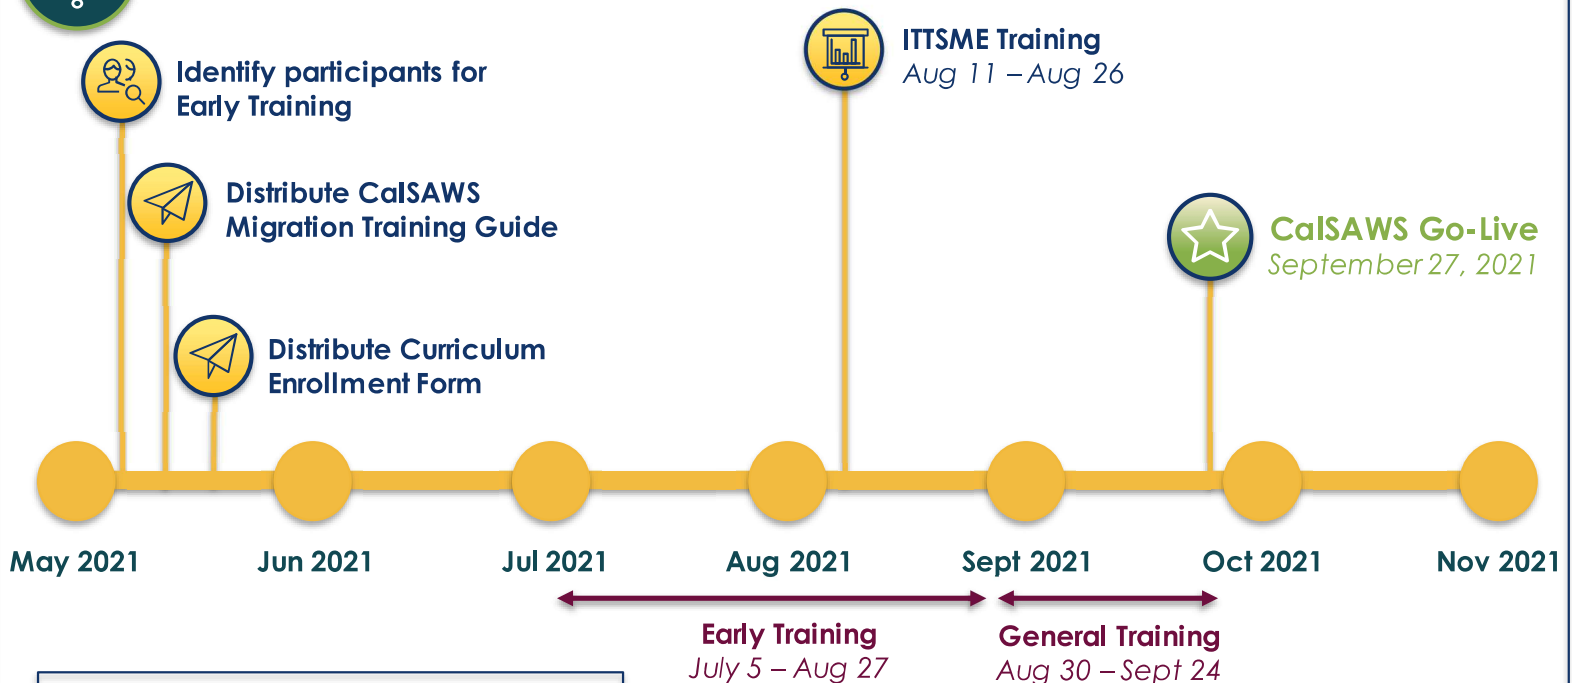 8
Identify participants for
Early Training
Distribute CalSAWS
Migration Training Guide
Distribute Curriculum
Enrollment Form
ITTSME Training
Aug 11 – Aug 26
CalSAWS Go-Live
September 27, 2021
May 2021
Jun 2021
Jul 2021
Aug 2021
Sept 2021
Oct 2021
Nov 2021
Early Training
July 5 – Aug 27
General Training
Aug 30 – Sept 24